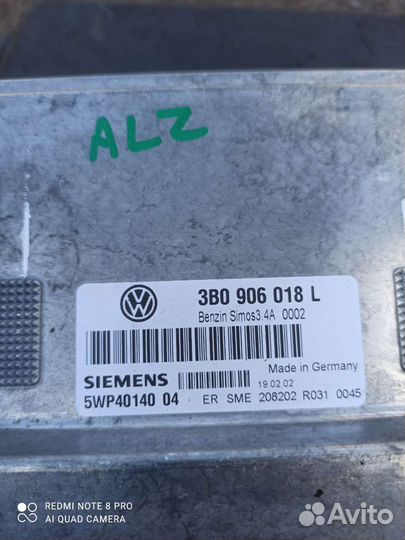 ALZ
3B0 906 018 L
Benzin Simos3.4A 0002
Made in Germany
SIEMENS
19.02.02
5WP40140 04 ER SME 208202 R031 0045
REDMI NOTE 8 PRO
AI QUAD CAMERA
Avito